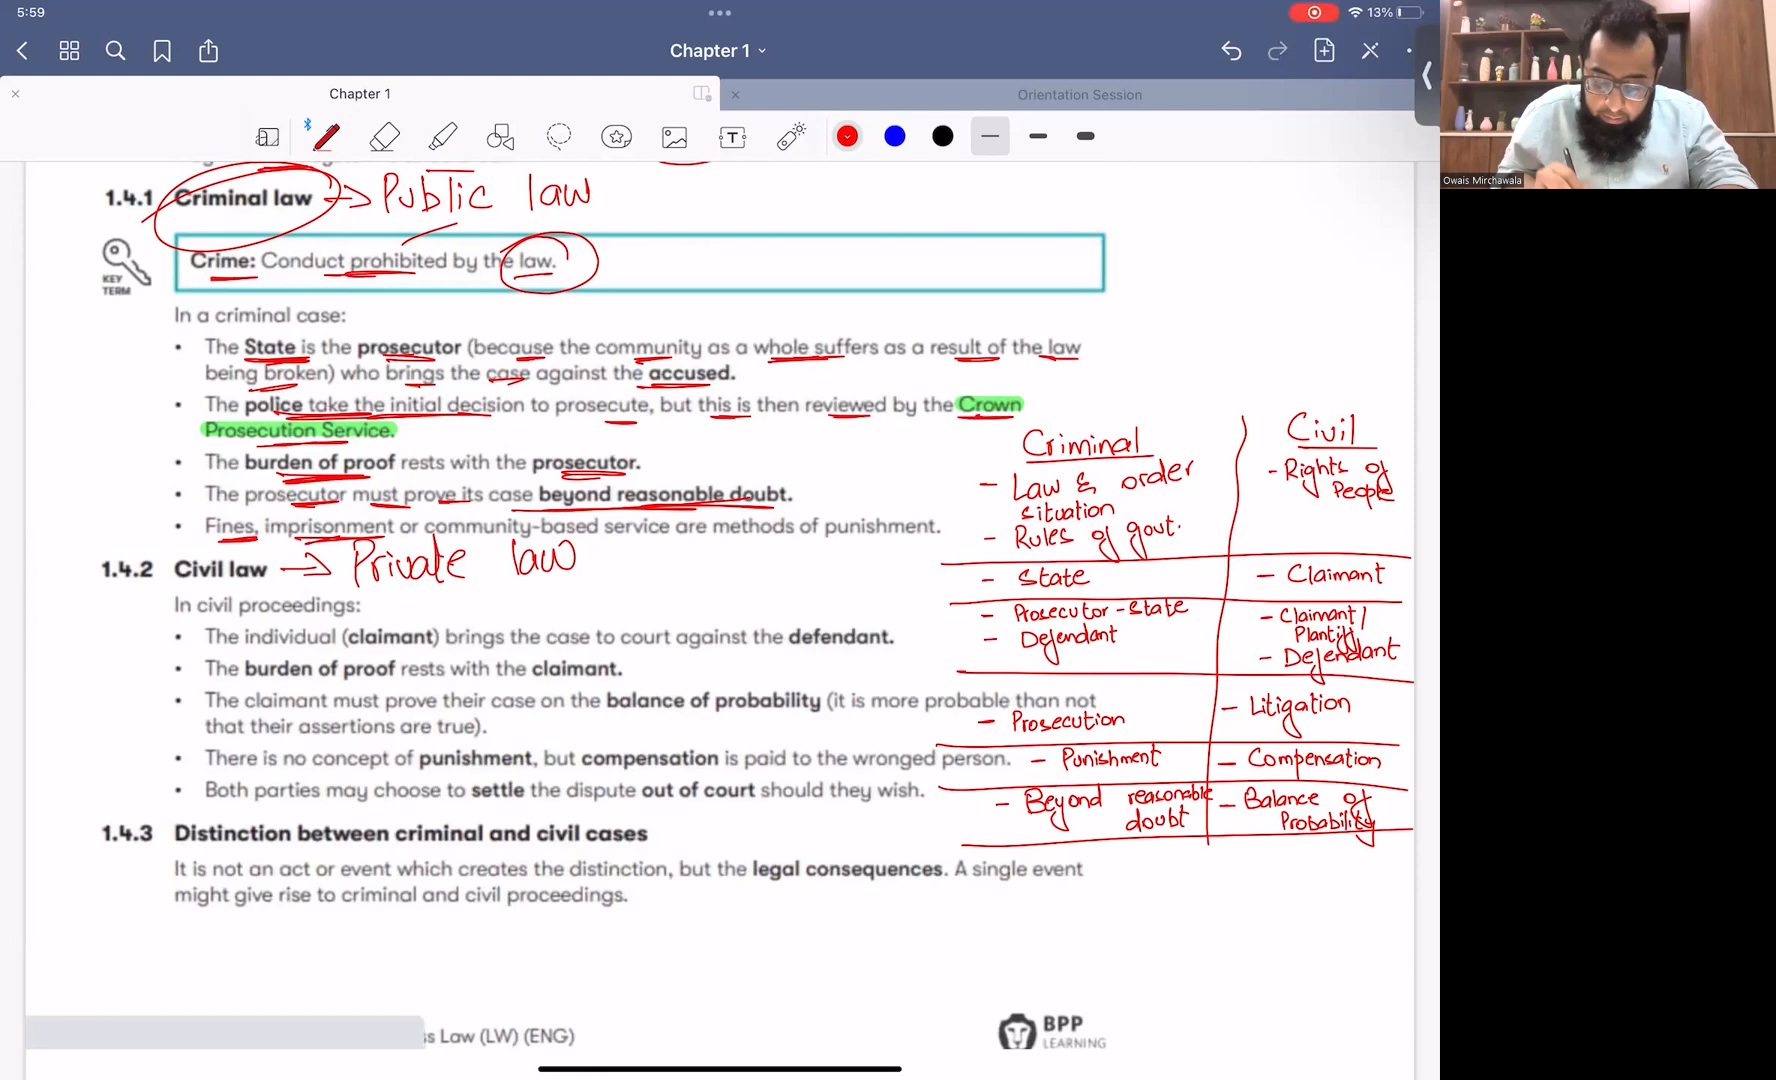 5:59
13%
Chapter 1
Chapter 1
Orientation Session
Owais Mirchawala
1.4.1 Criminal law → Public law
KEY TERM
Crime: Conduct prohibited by the law.
In a criminal case:
• The State is the prosecutor (because the community as a whole suffers as a result of the law
being broken) who brings the case against the accused.
• The police take the initial decision to prosecute, but this is then reviewed by the Crown
Prosecution Service.
• The burden of proof rests with the prosecutor.
• The prosecutor must prove its case beyond reasonable doubt.
• Fines, imprisonment or community-based service are methods of punishment.
1.4.2 Civil law → Private law
In civil proceedings:
• The individual (claimant) brings the case to court against the defendant.
• The burden of proof rests with the claimant.
• The claimant must prove their case on the balance of probability (it is more probable than not
that their assertions are true).
• There is no concept of punishment, but compensation is paid to the wronged person.
• Both parties may choose to settle the dispute out of court should they wish.
1.4.3 Distinction between criminal and civil cases
It is not an act or event which creates the distinction, but the legal consequences. A single event
might give rise to criminal and civil proceedings.
Criminal
- Law & order
situation
- Rules of govt.
Civil
- Rights of
People
- State
- Claimant
- Prosecutor - State
- Defendant
- Claimant /
Plantiff
- Defendant
- Prosecution
- Litigation
- Punishment
- Compensation
- Beyond reasonable
doubt
- Balance of
Probability
ss Law (LW) (ENG)
BPP
LEARNING